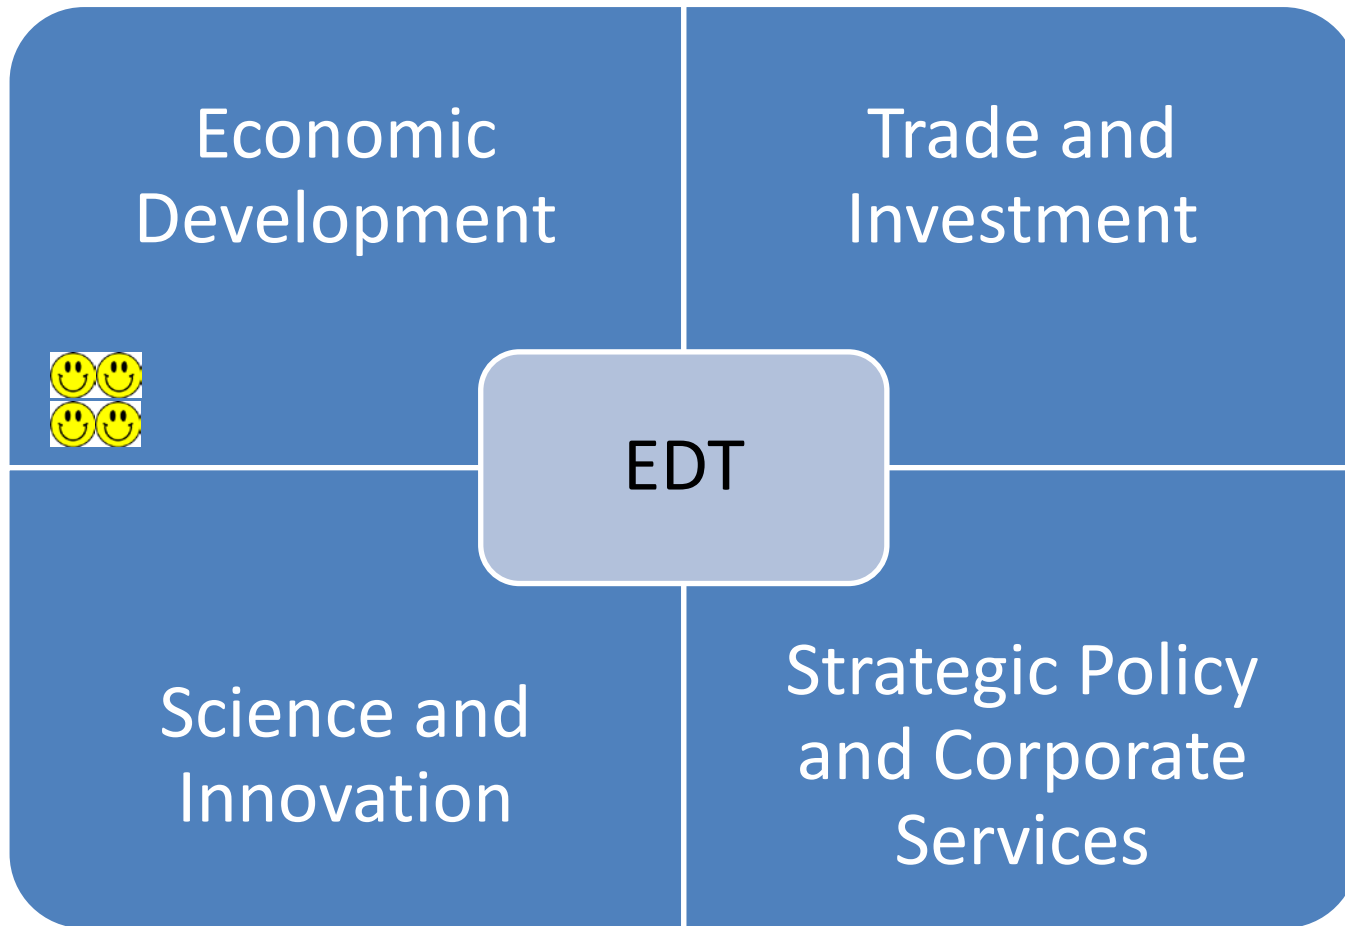 Economic
Development
Trade and
Investment
EDT
Science and
Innovation
Strategic Policy
and Corporate
Services